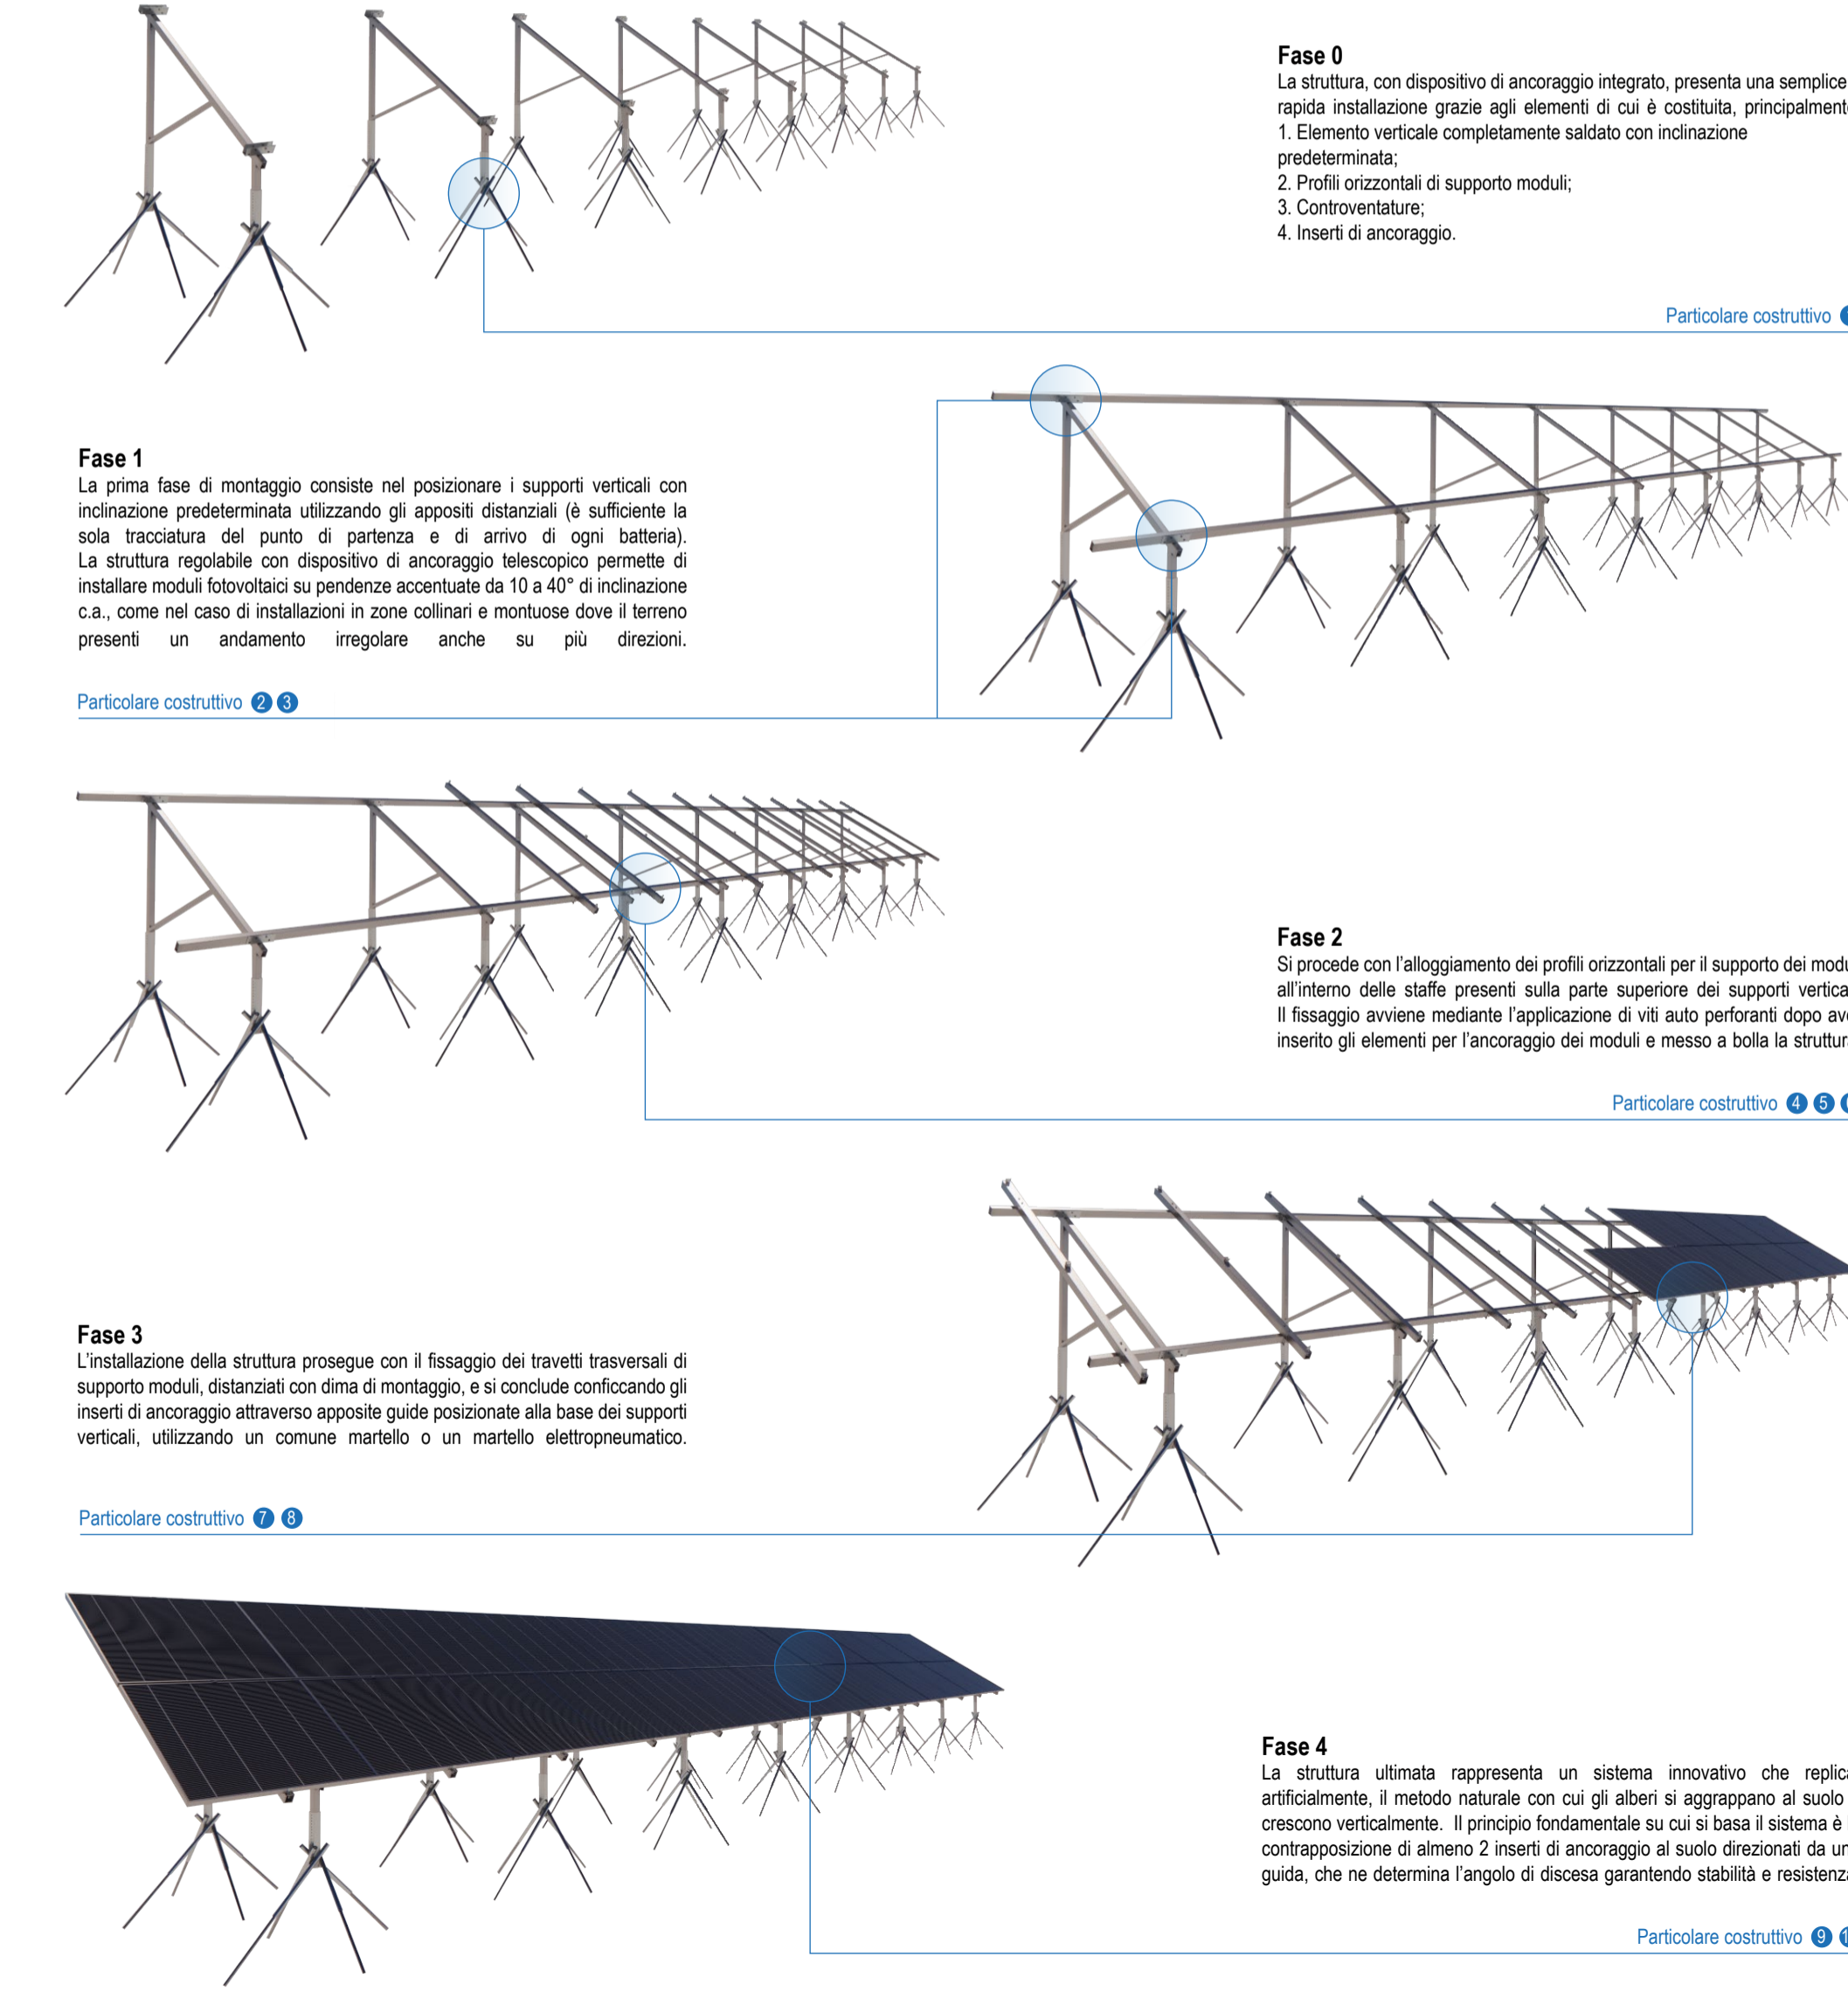 Fase 0
La struttura, con dispositivo di ancoraggio integrato, presenta una semplice
rapida installazione grazie agli elementi di cui è costituita,
1. Elemento verticale completamente saldato con inclinazione
predeterminata;
2. Profili orizzontali di supporto moduli;
3. Controventature;
4. Inserti di ancoraggio.
Particolare costruttivo
Fase 1
La prima fase di montaggio consiste nel posizionare i supporti verticali con
inclinazione predeterminata utilizzando gli appositi distanziali (è sufficiente la
sola tracciatura del punto di partenza e di arrivo di ogni batteria).
La struttura regolabile con dispositivo di ancoraggio telescopico permette di
installare moduli fotovoltaici su pendenze accentuate da 10 a 40° di inclinazione
c.a., come nel caso di installazioni in zone collinari e montuose dove il terreno
presenti un andamento irregolare anche su più direzioni.
Particolare costruttivo 2 3
Fase 2
Si procede con l'alloggiamento dei profili orizzontali per il supporto dei
all'interno delle staffe presenti sulla parte superiore dei supporti
Il fissaggio avviene mediante l'applicazione di viti auto perforanti dopo
inserito gli elementi per l'ancoraggio dei moduli e messo a bolla la
Particolare costruttivo 4 5
Fase 3
L'installazione della struttura prosegue con il fissaggio dei travetti trasversali di
supporto moduli, distanziati con dima di montaggio, e si conclude conficcando gli
inserti di ancoraggio attraverso apposite guide posizionate alla base dei supporti
verticali, utilizzando un comune martello o un martello elettropneumatico.
Particolare costruttivo 7 8
Fase 4
La struttura ultimata rappresenta un sistema innovativo che
artificialmente, il metodo naturale con cui gli alberi si aggrappano al suolo
crescono verticalmente. Il principio fondamentale su cui si basa il sistema è
contrapposizione di almeno 2 inserti di ancoraggio al suolo direzionati da
guida, che ne determina l'angolo di discesa garantendo stabilità e
Particolare costruttivo 9